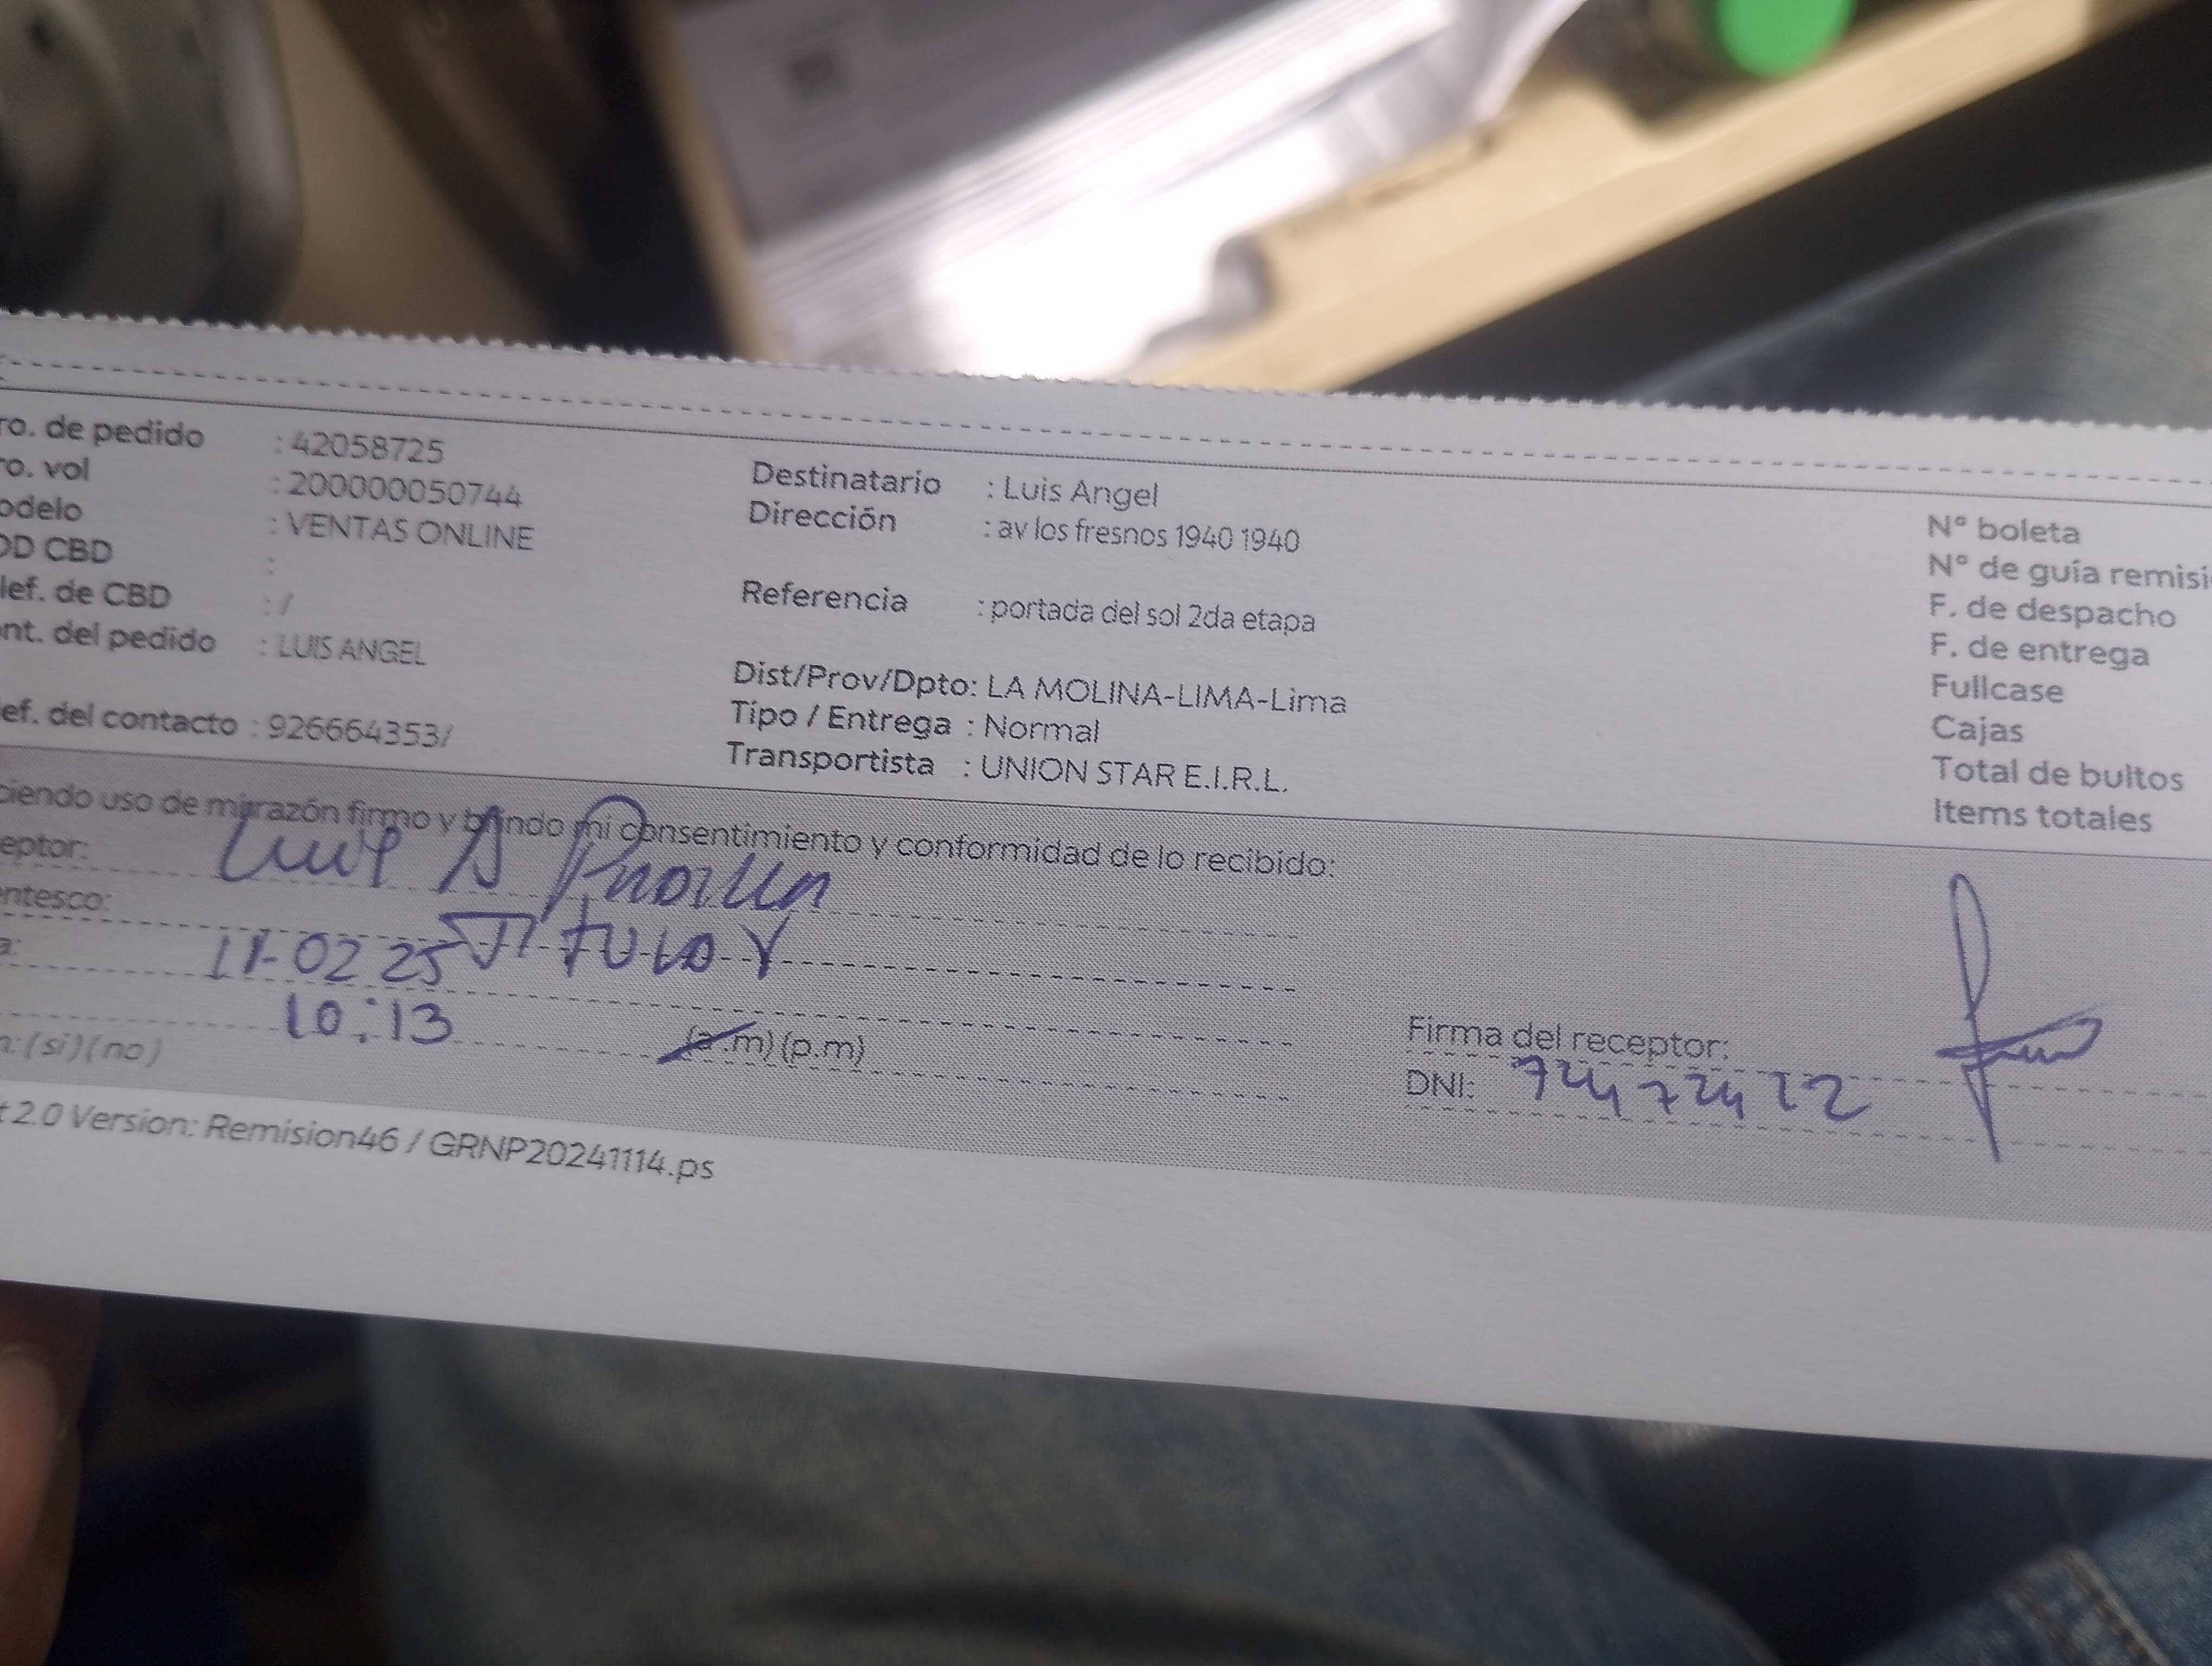 ro. de pedido : 42058725
ro. vol : 200000050744
odelo : VENTAS ONLINE
OD CBD :
lef. de CBD : /
nt. del pedido : LUIS ANGEL
ef. del contacto : 926664353/
Destinatario : Luis Angel
Dirección : av los fresnos 1940 1940
Referencia : portada del sol 2da etapa
Dist/Prov/Dpto: LA MOLINA-LIMA-Lima
Tipo / Entrega : Normal
Transportista : UNION STAR E.I.R.L.
N° boleta
N° de guía remisi
F. de despacho
F. de entrega
Fullcase
Cajas
Total de bultos
Items totales
ciendo uso de mi razón firmo y brindo mi consentimiento y conformidad de lo recibido:
eptor: Luis A
entesco: Titular
a: 11-02 25
10:13 (a.m)(p.m)
n: (si)(no)
Firma del receptor:
DNI: 72472422
t 2.0 Version: Remision46 / GRNP20241114.ps